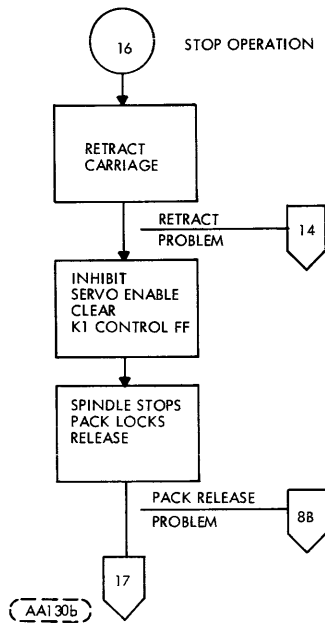 16
STOP OPERATION
RETRACT
CARRIAGE
RETRACT
PROBLEM
14
INHIBIT
SERVO ENABLE
CLEAR
K1 CONTROL FF
SPINDLE STOPS
PACK LOCKS
RELEASE
PACK RELEASE
PROBLEM
8B
17
AA130b